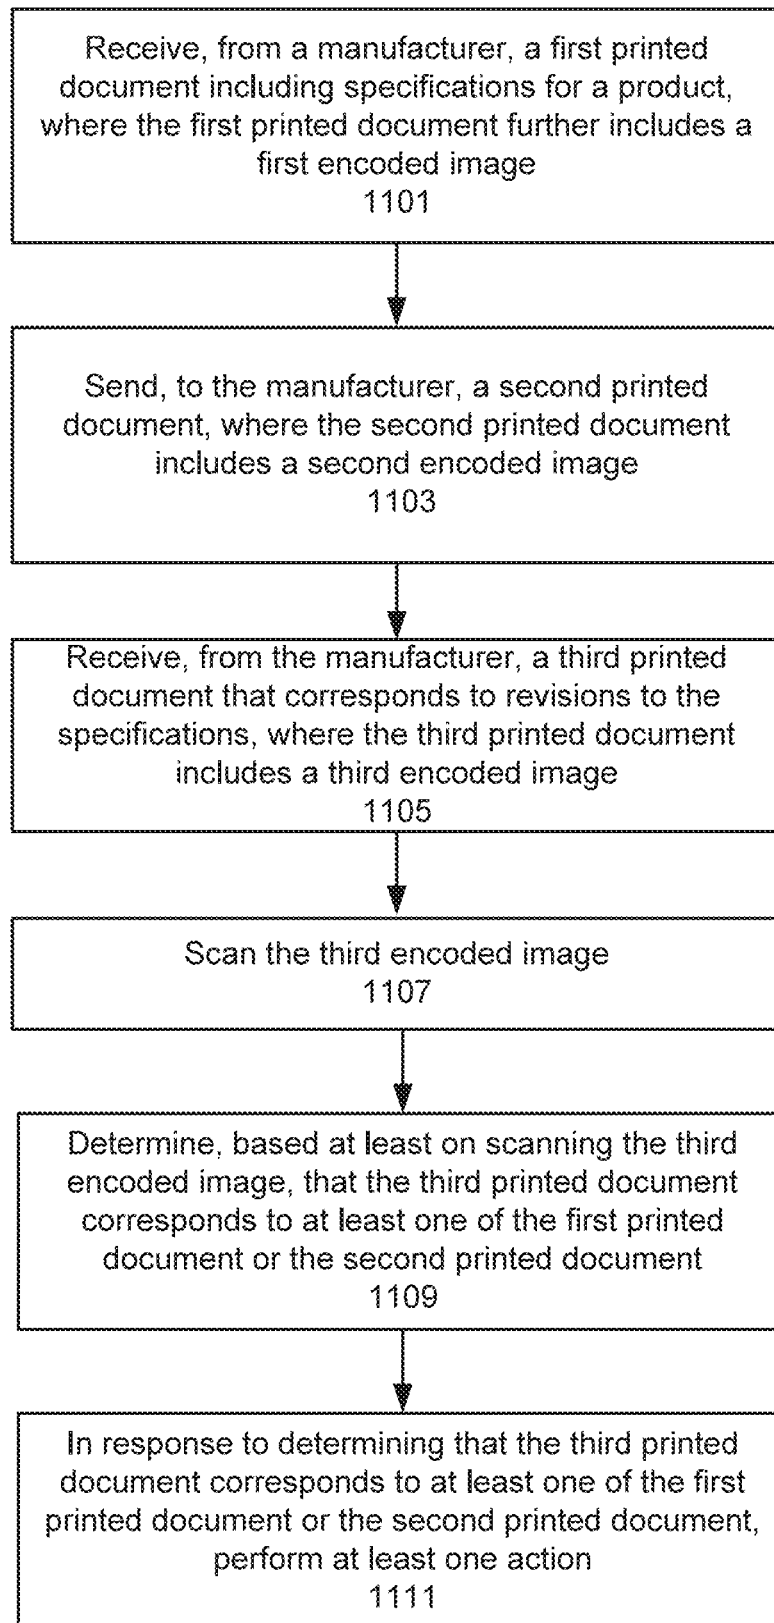 Receive, from a manufacturer, a first printed
document including specifications for a product,
where the first printed document further includes a
first encoded image
1101
Send, to the manufacturer, a second printed
document, where the second printed document
includes a second encoded image
1103
Receive, from the manufacturer, a third printed
document that corresponds to revisions to the
specifications, where the third printed document
includes a third encoded image
1105
Scan the third encoded image
1107
Determine, based at least on scanning the third
encoded image, that the third printed document
corresponds to at least one of the first printed
document or the second printed document
1109
In response to determining that the third printed
document corresponds to at least one of the first
printed document or the second printed document,
perform at least one action
1111